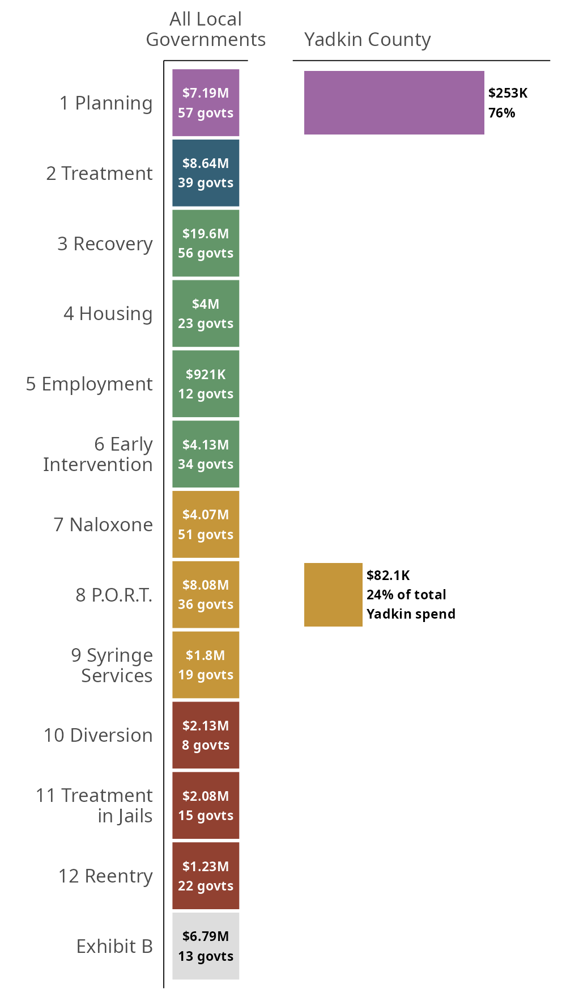 All Local
Governments
Yadkin County
1 Planning
$7.19M
57 govts
$253K
76%
2 Treatment
$8.64M
39 govts
3 Recovery
$19.6M
56 govts
4 Housing
$4M
23 govts
5 Employment
$921K
12 govts
6 Early
Intervention
$4.13M
34 govts
7 Naloxone
$4.07M
51 govts
8 P.O.R.T.
$8.08M
36 govts
$82.1K
24% of total
Yadkin spend
9 Syringe
Services
$1.8M
19 govts
10 Diversion
$2.13M
8 govts
11 Treatment
in Jails
$2.08M
15 govts
12 Reentry
$1.23M
22 govts
Exhibit B
$6.79M
13 govts